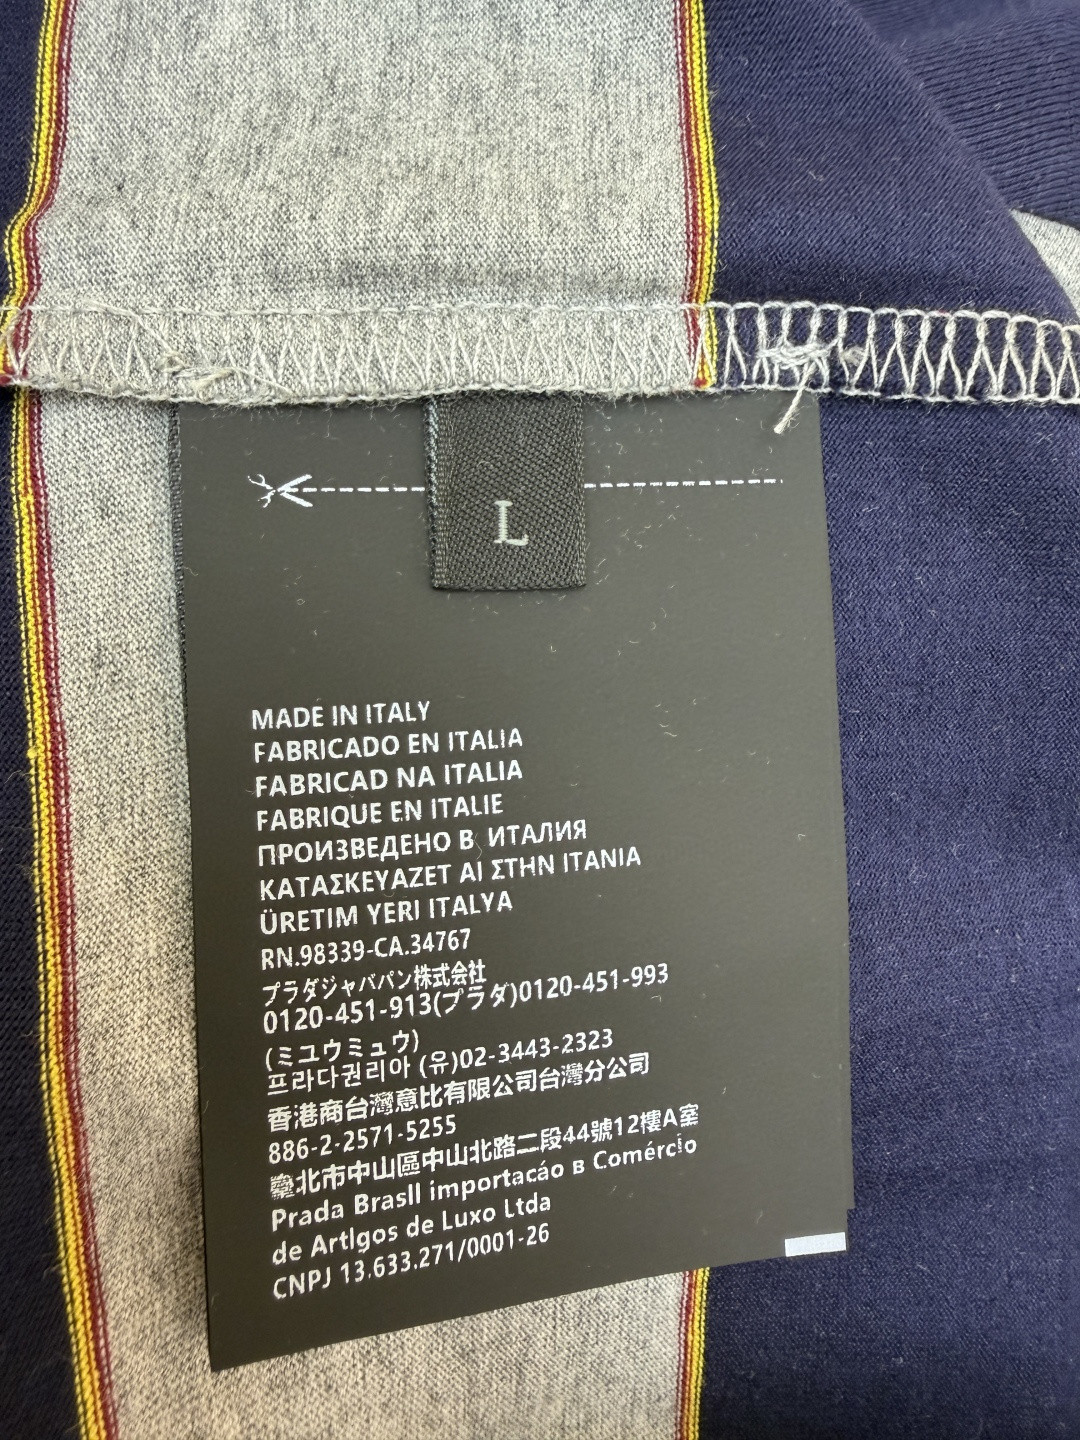 L
MADE IN ITALY
FABRICADO EN ITALIA
FABRICAD NA ITALIA
FABRIQUE EN ITALIE
ПРОИЗВЕДЕНО В ИТАЛИЯ
ΚΑΤΑΣΚΕΥΑΖΕΤ ΑΙ ΣΤΗΝ ΙΤΑΝΙΑ
ÜRETIM YERI ITALYA
RN.98339-CA.34767
プラダジャパパン株式会社
0120-451-913(プラダ)0120-451-993
(ミユウミュウ)
프라다권리아 (유)02-3443-2323
香港商台灣意比有限公司台灣分公司
886-2-2571-5255
臺北市中山區中山北路二段44號12樓A室
Prada Brasll importacáo в Comércio
de Artlgos de Luxo Ltda
CNPJ 13.633.271/0001-26